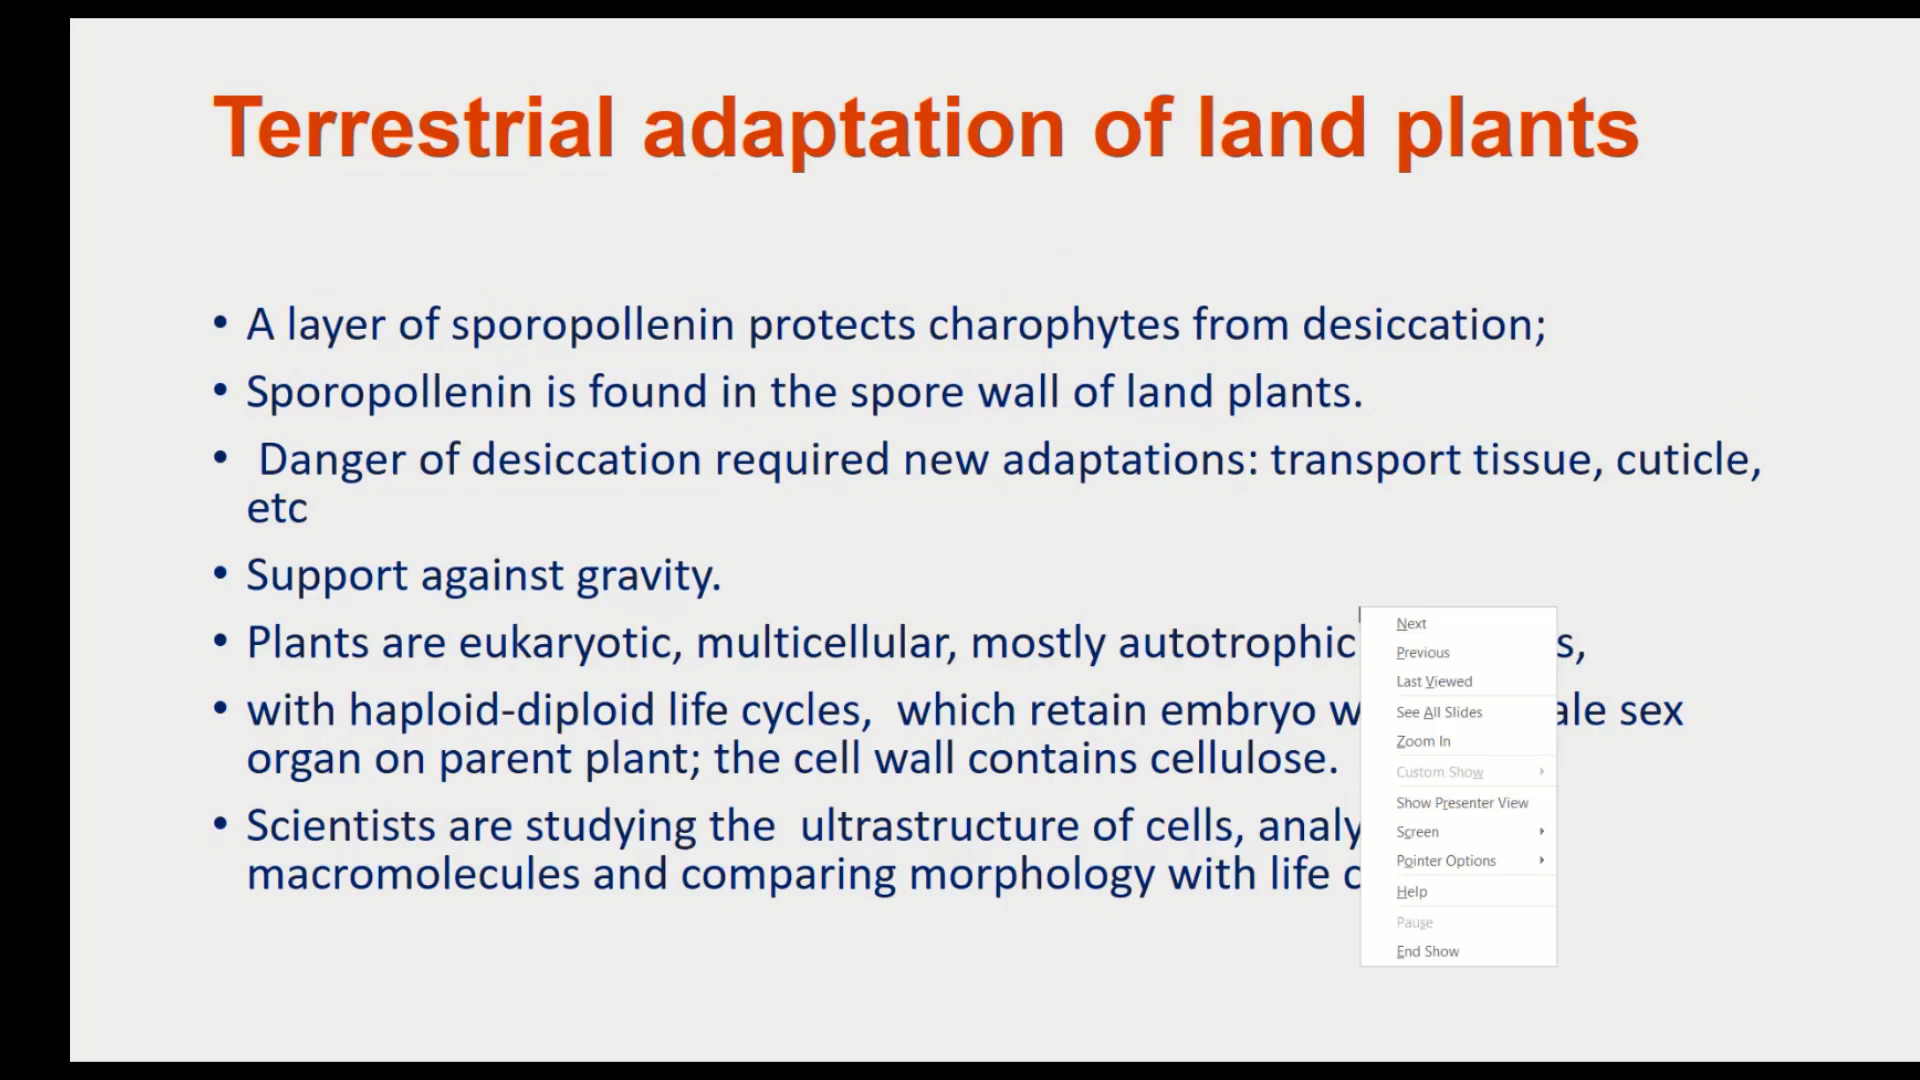 Terrestrial adaptation of land plants
• A layer of sporopollenin protects charophytes from desiccation;
• Sporopollenin is found in the spore wall of land plants.
• Danger of desiccation required new adaptations: transport tissue, cuticle,
etc
• Support against gravity.
• Plants are eukaryotic, multicellular, mostly autotrophic
• with haploid-diploid life cycles, which retain embryo sex
organ on parent plant; the cell wall contains cellulose.
• Scientists are studying the ultrastructure of cells,
macromolecules and comparing morphology with life
Next
Previous
Last Viewed
See All Slides
Zoom In
Custom Show
Show Presenter View
Screen
Pointer Options
Help
Pause
End Show